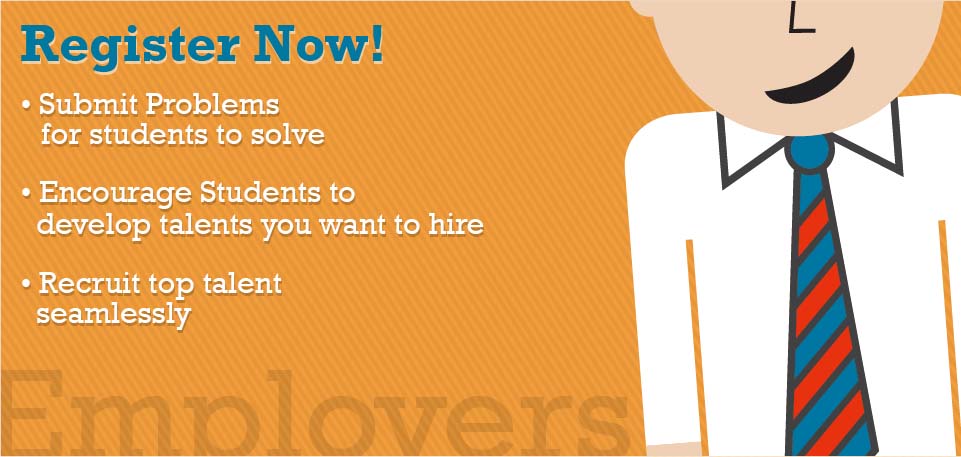 Register Now!
• Submit Problems
for students to solve
• Encourage Students to
develop talents you want to hire
• Recruit top talent
seamlessly
Employers